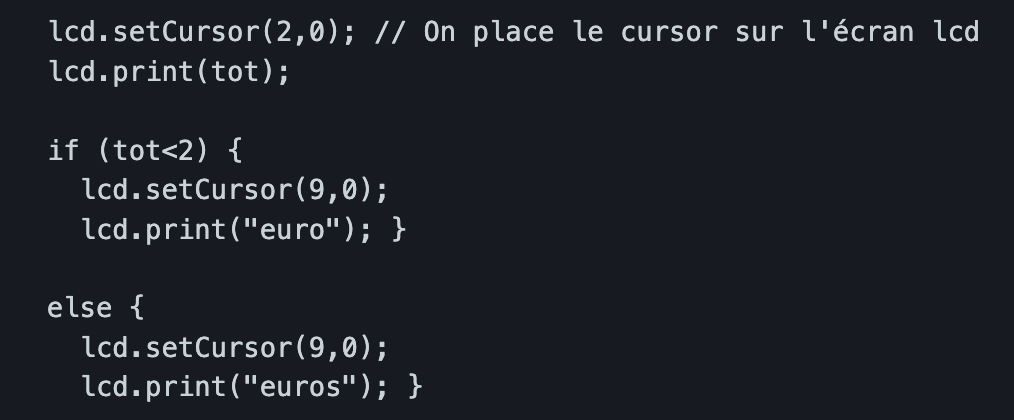 lcd.setCursor(2,0); // On place le cursor sur l'écran lcd
lcd.print(tot);
if (tot<2) {
lcd.setCursor(9,0);
lcd.print("euro"); }
else {
lcd.setCursor(9,0);
lcd.print("euros"); }